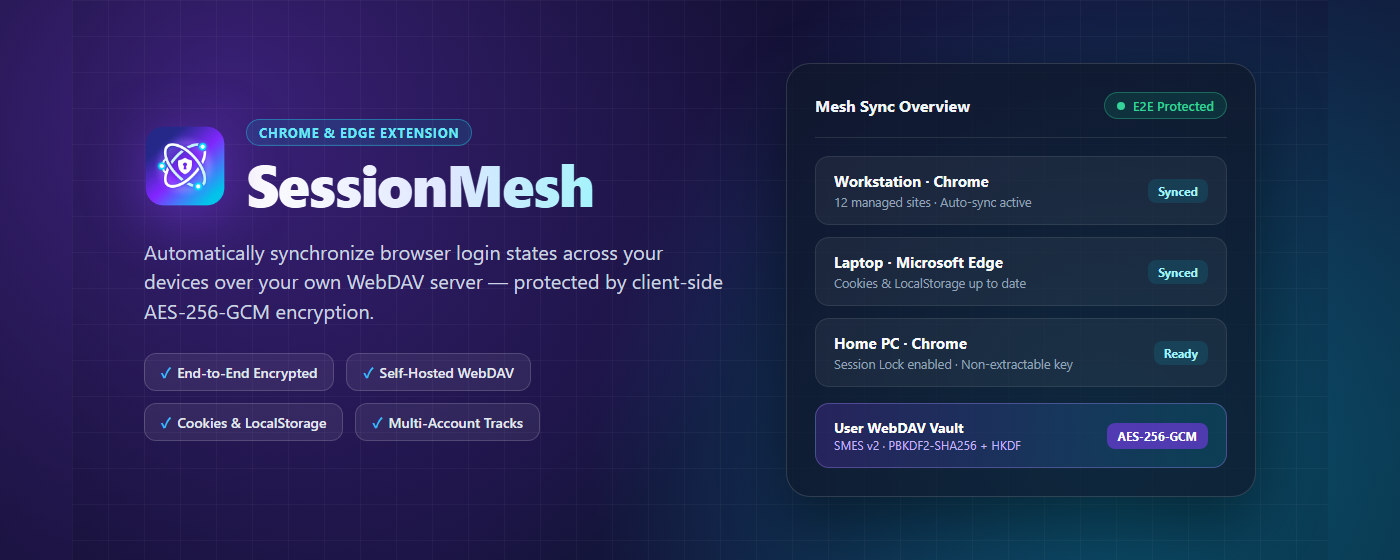 CHROME & EDGE EXTENSION
SessionMesh
Automatically synchronize browser login states across your
devices over your own WebDAV server — protected by client-side
AES-256-GCM encryption.
✓ End-to-End Encrypted
✓ Self-Hosted WebDAV
✓ Cookies & LocalStorage
✓ Multi-Account Tracks
Mesh Sync Overview
E2E Protected
Workstation · Chrome
12 managed sites · Auto-sync active
Synced
Laptop · Microsoft Edge
Cookies & LocalStorage up to date
Synced
Home PC · Chrome
Session Lock enabled · Non-extractable key
Ready
User WebDAV Vault
SMES v2 · PBKDF2-SHA256 + HKDF
AES-256-GCM